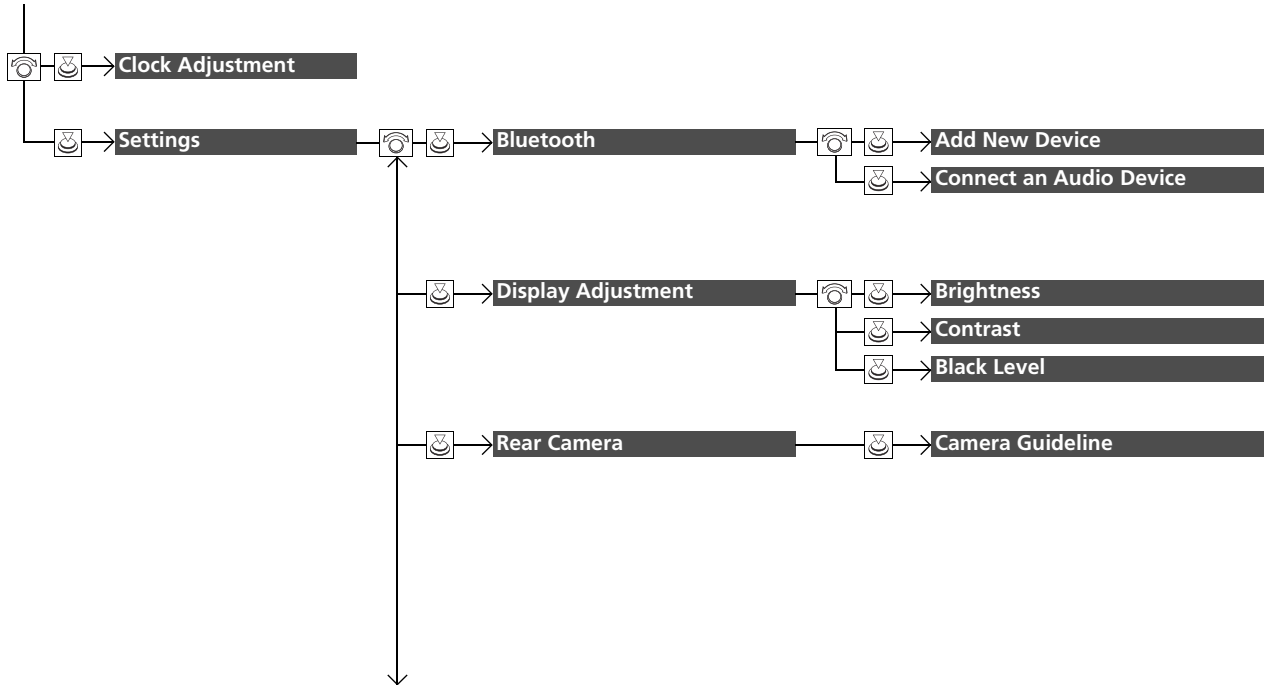 Clock Adjustment
Settings
Bluetooth
Add New Device
Connect an Audio Device
Display Adjustment
Brightness
Contrast
Black Level
Rear Camera
Camera Guideline